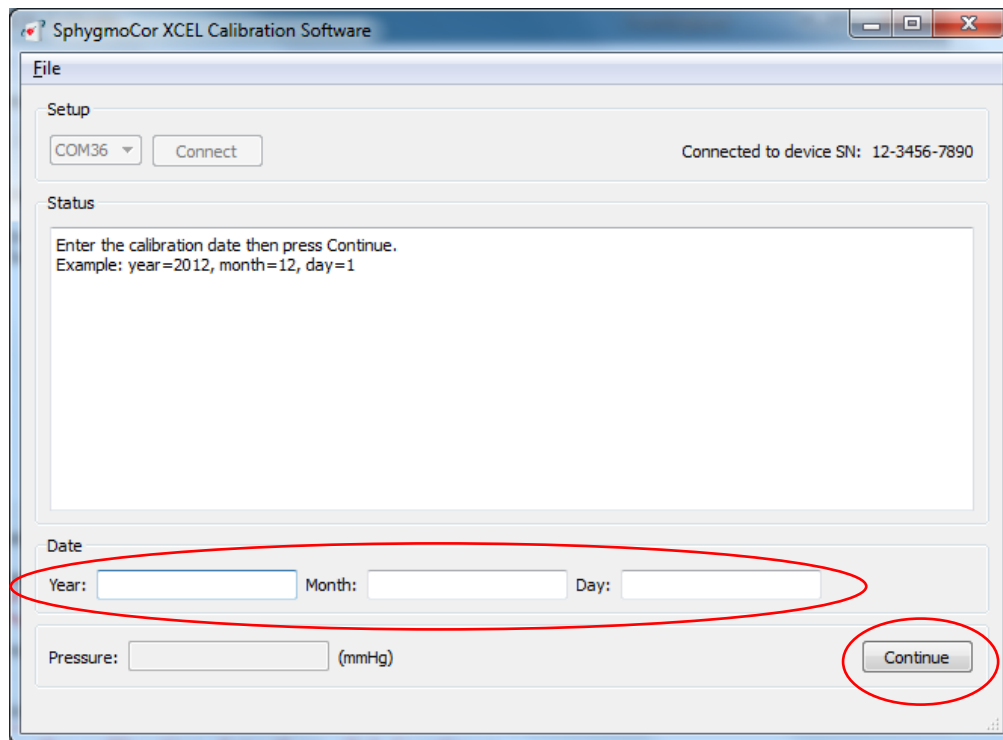 SphygmoCor XCEL Calibration Software
File
Setup
COM36 Connect Connected to device SN: 12-3456-7890
Status
Enter the calibration date then press Continue.
Example: year=2012, month=12, day=1
Date
Year: Month: Day:
Pressure: (mmHg) Continue